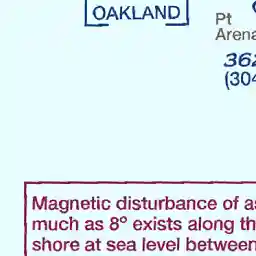 OAKLAND
Pt
Arena
362
(304
Magnetic disturbance of as
much as 8° exists along th
shore at sea level between